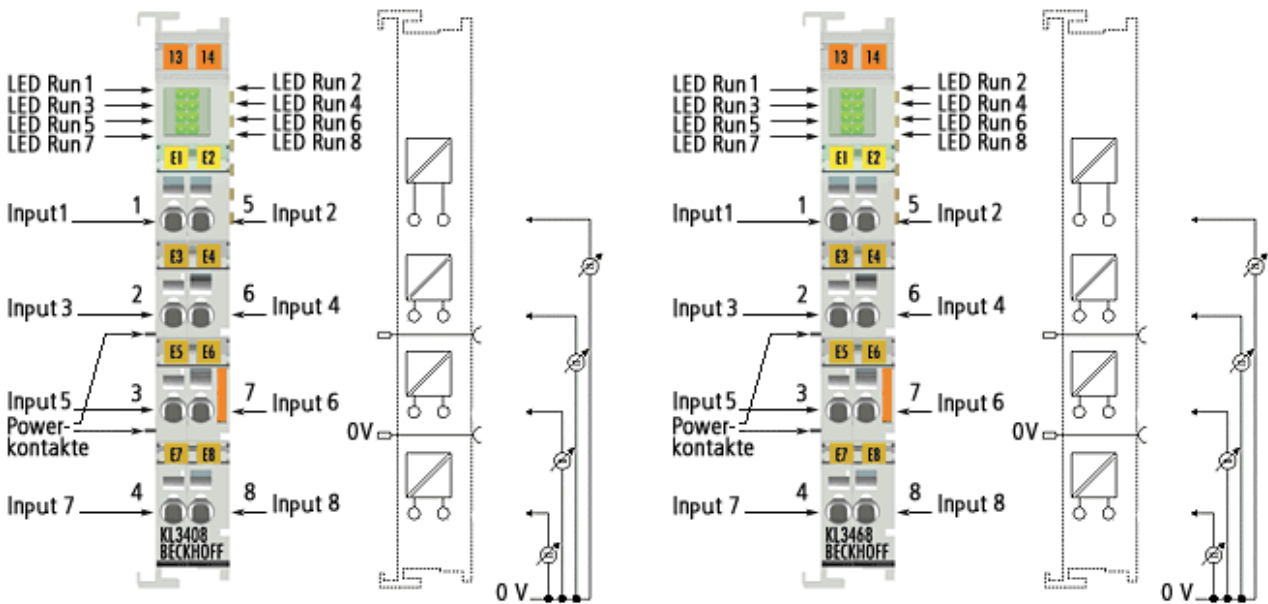 13 14
LED Run 1
LED Run 3
LED Run 5
LED Run 7
LED Run 2
LED Run 4
LED Run 6
LED Run 8
E1 E2
Input1 1
5 Input 2
E3 E4
Input 3 2
6 Input 4
E5 E6
Input 5 3
7 Input 6
Power-
kontakte
0V
E7 E8
Input 7 4
8 Input 8
KL3408
BECKHOFF
0 V
13 14
LED Run 1
LED Run 3
LED Run 5
LED Run 7
LED Run 2
LED Run 4
LED Run 6
LED Run 8
E1 E2
Input1 1
5 Input 2
E3 E4
Input 3 2
6 Input 4
E5 E6
Input 5 3
7 Input 6
Power-
kontakte
0V
E7 E8
Input 7 4
8 Input 8
KL3468
BECKHOFF
0 V